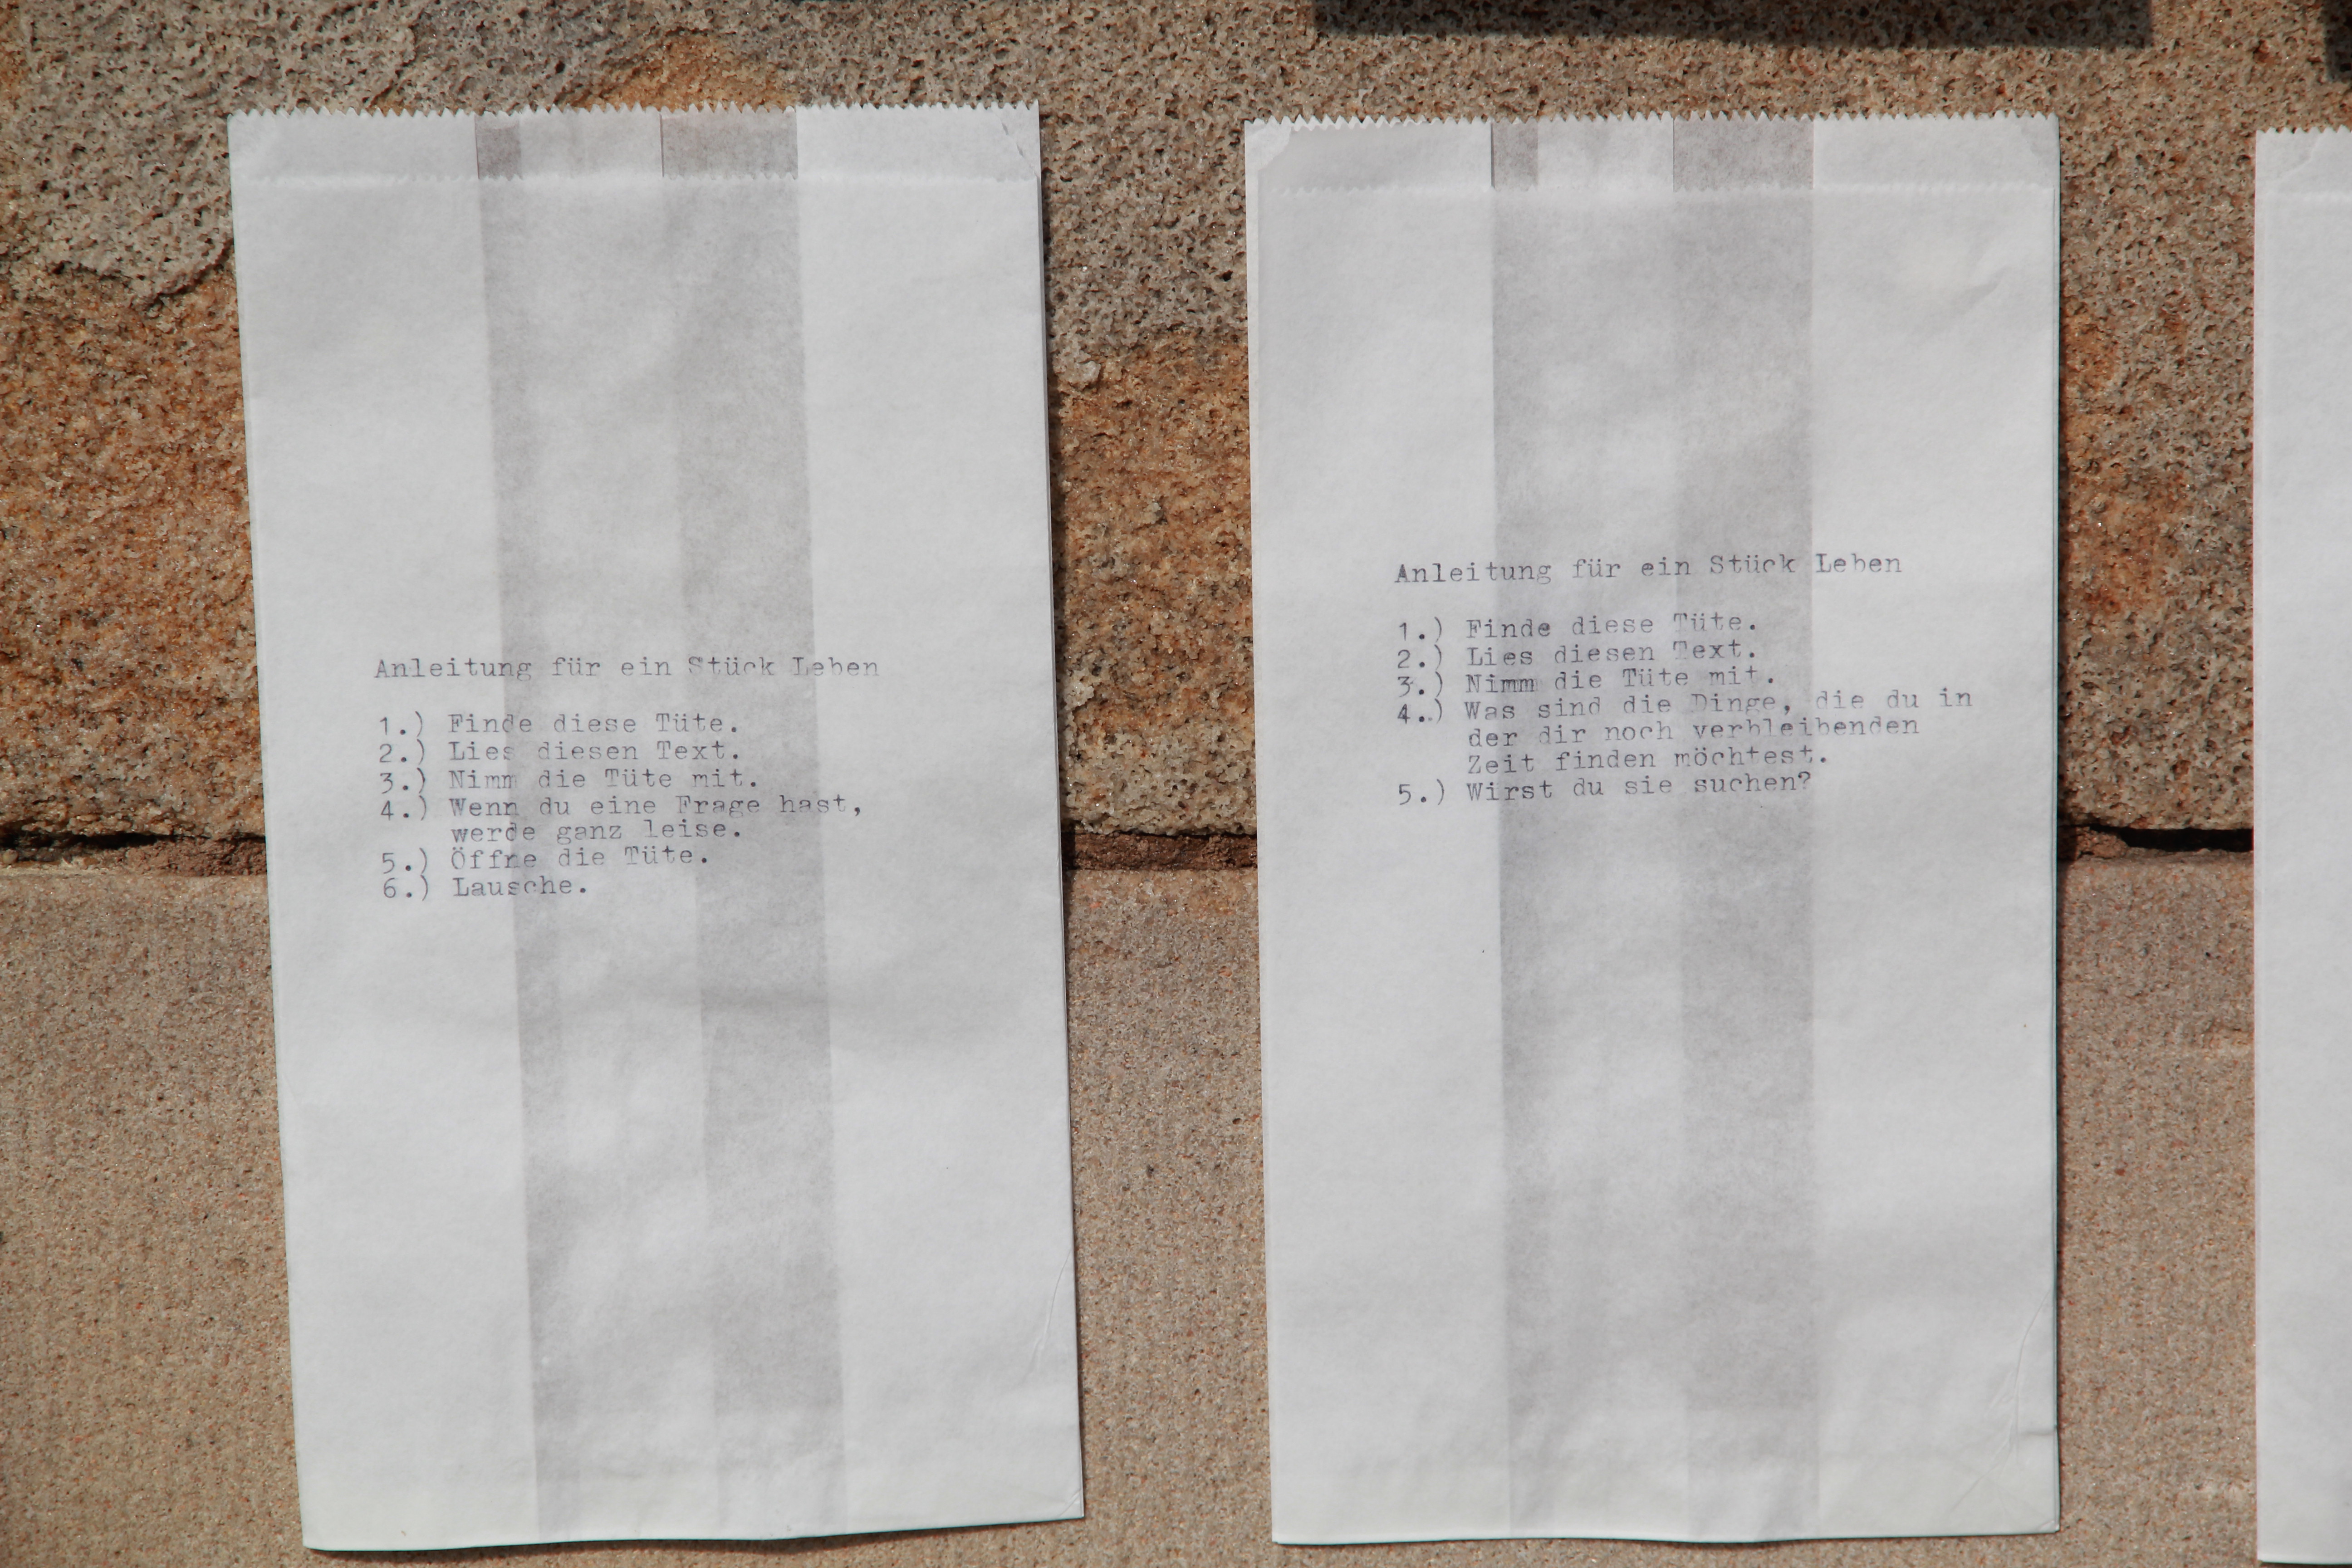 Anleitung für ein Stück Leben
1.) Finde diese Tüte.
2.) Lies diesen Text.
3.) Nimm die Tüte mit.
4.) Wenn du eine Frage hast,
werde ganz leise.
5.) Öffne die Tüte.
6.) Lausche.
Anleitung für ein Stück Leben
1.) Finde diese Tüte.
2.) Lies diesen Text.
3.) Nimm die Tüte mit.
4.) Was sind die Dinge, die du in
der dir noch verbleibenden
Zeit finden möchtest.
5.) Wirst du sie suchen?